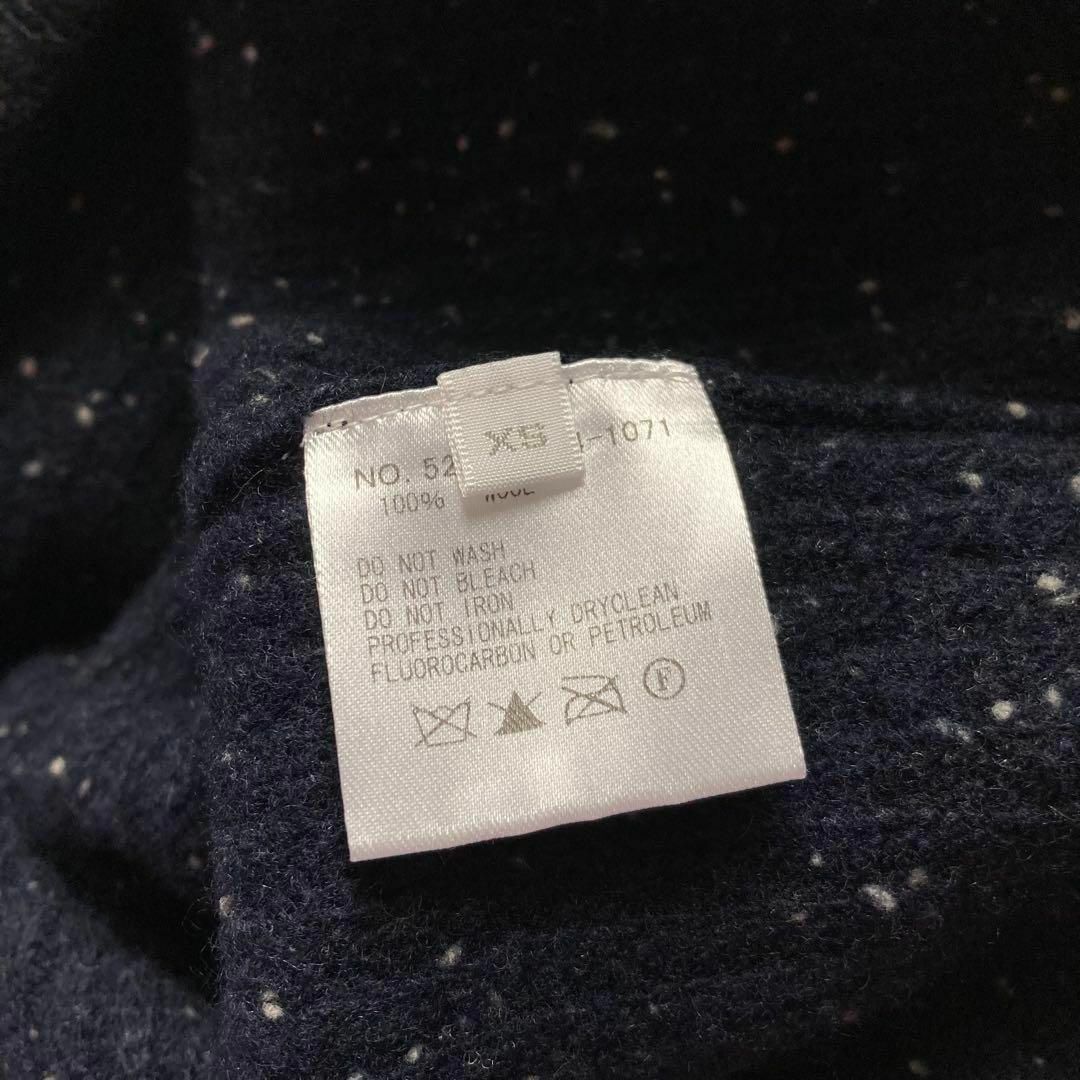 XS
NO. 52 -1071
100%
DO NOT WASH
DO NOT BLEACH
DO NOT IRON
PROFESSIONALLY DRYCLEAN
FLUOROCARBON OR PETROLEUM
F